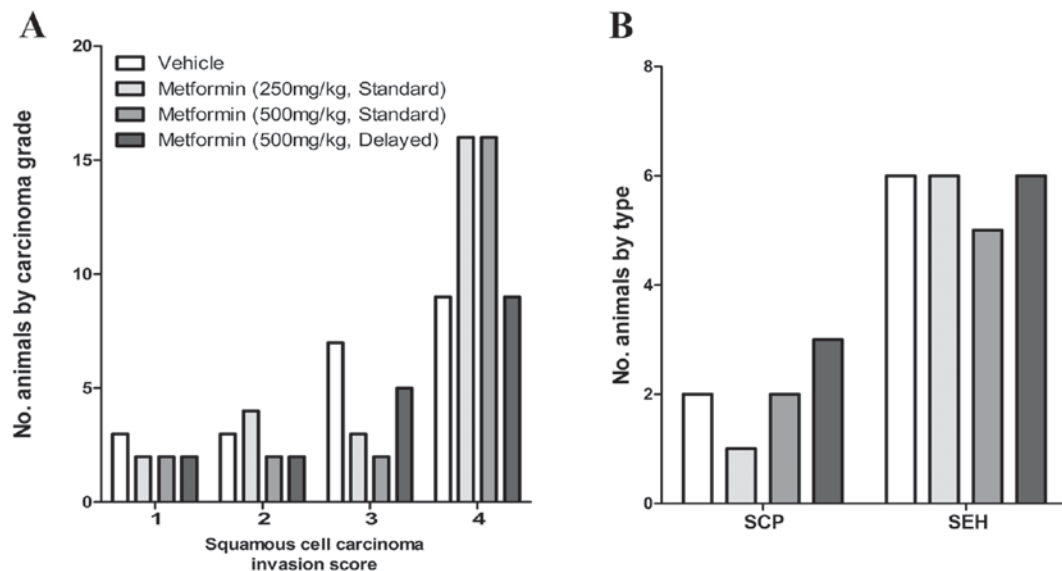 A
No. animals by carcinoma grade
20
15
10
5
0
Vehicle
Metformin (250mg/kg, Standard)
Metformin (500mg/kg, Standard)
Metformin (500mg/kg, Delayed)
1 2 3 4
Squamous cell carcinoma
invasion score
B
No. animals by type
8
6
4
2
0
SCP SEH